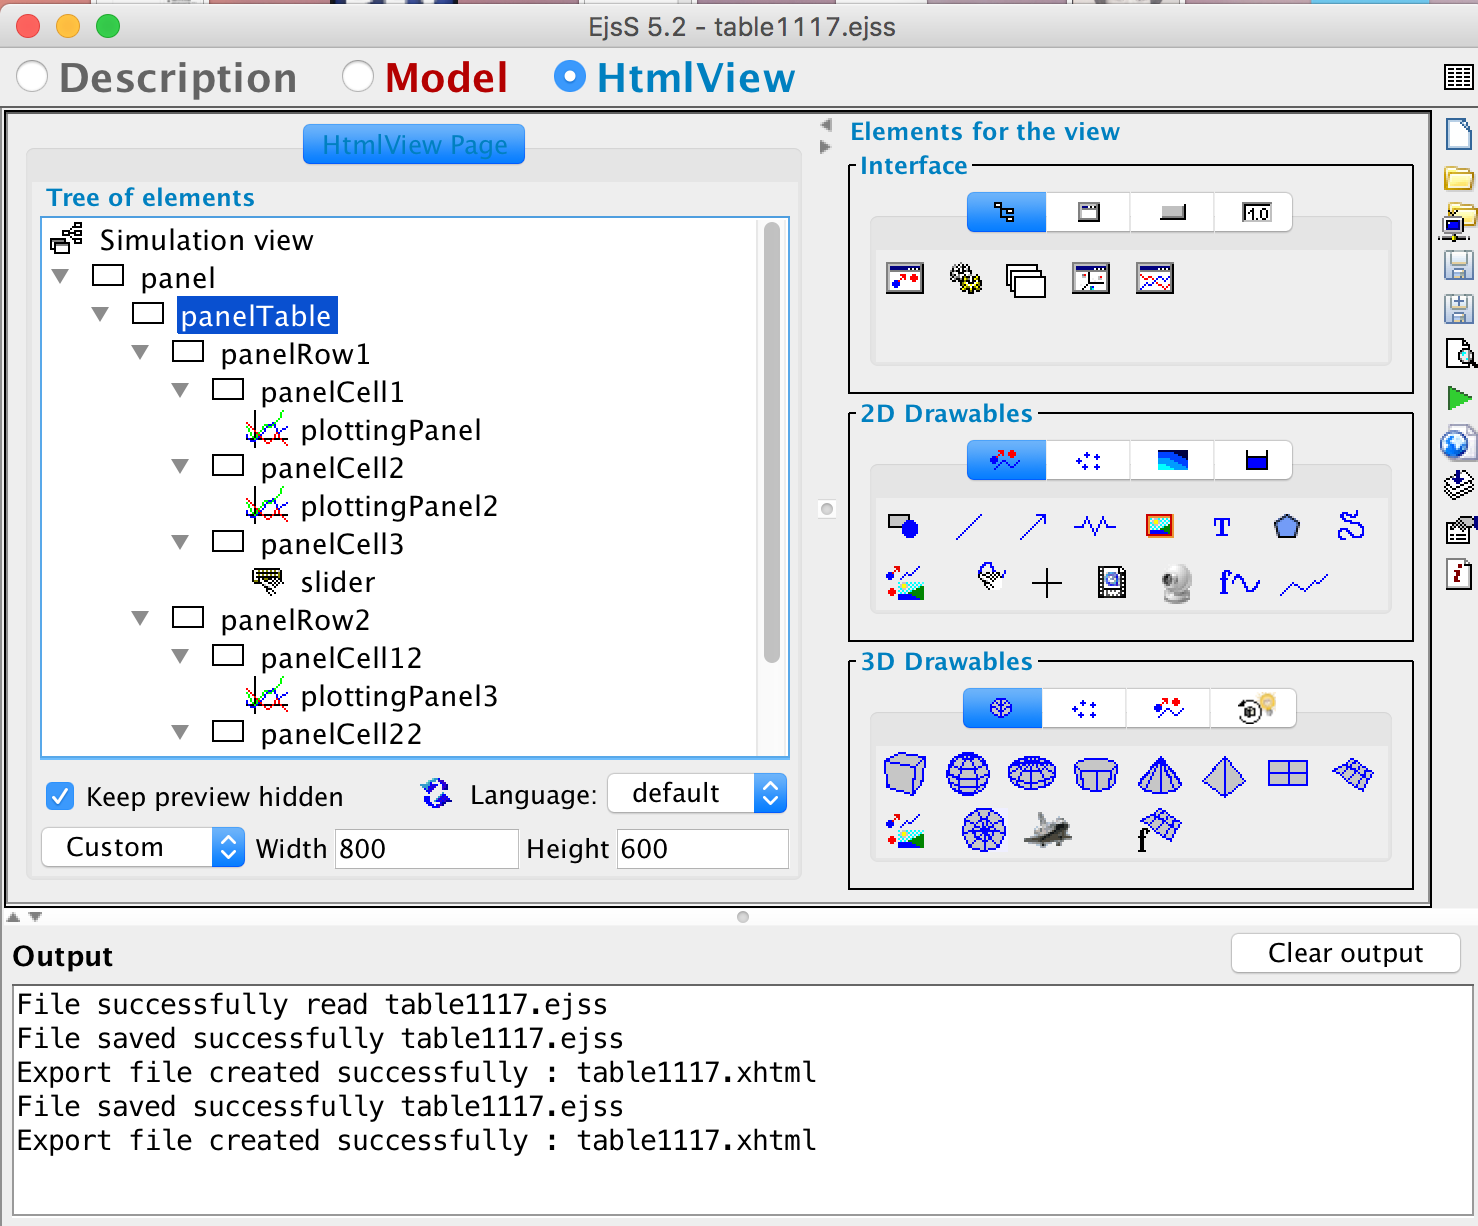 EjsS 5.2 - table1117.ejss
Description Model HtmlView
HtmlView Page
Tree of elements
Simulation view
panel
panelTable
panelRow1
panelCell1
plottingPanel
panelCell2
plottingPanel2
panelCell3
slider
panelRow2
panelCell12
plottingPanel3
panelCell22
Keep preview hidden Language: default
Custom Width 800 Height 600
Elements for the view
Interface
1.0
2D Drawables
T
f
3D Drawables
f
Output Clear output
File successfully read table1117.ejss
File saved successfully table1117.ejss
Export file created successfully : table1117.xhtml
File saved successfully table1117.ejss
Export file created successfully : table1117.xhtml